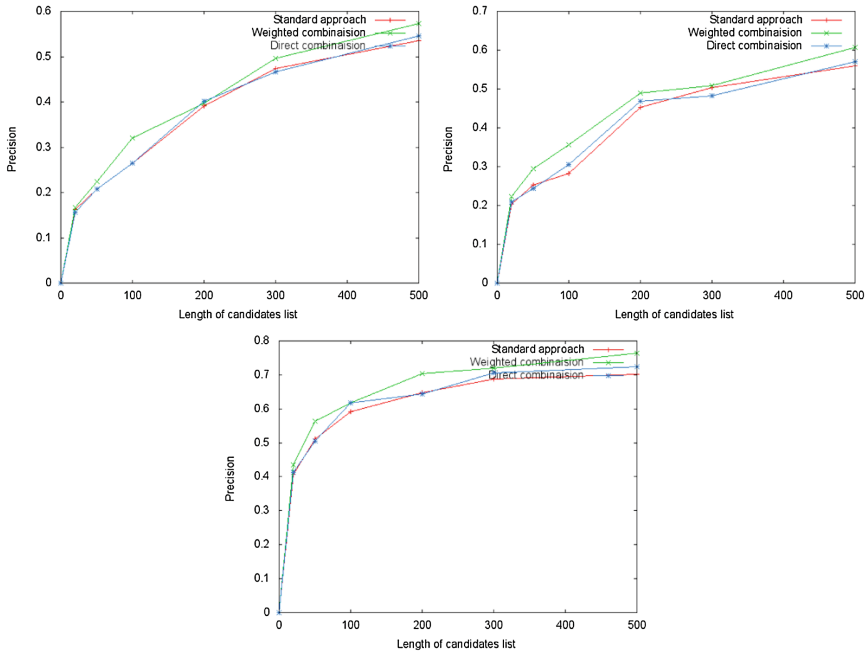 0.6
0.5
0.4
0.3
0.2
0.1
0
Precision
0 100 200 300 400 500
Length of candidates list
Standard approach
Weighted combinaison
Direct combinaision
0.7
0.6
0.5
0.4
0.3
0.2
0.1
0
Precision
0 100 200 300 400 500
Length of candidates list
Standard approach
Weighted combinaision
Direct combinaision
0.8
0.7
0.6
0.5
0.4
0.3
0.2
0.1
0
Precision
0 100 200 300 400 500
Length of candidates list
Standard approach
Weighted combinaision
Direct combinaision